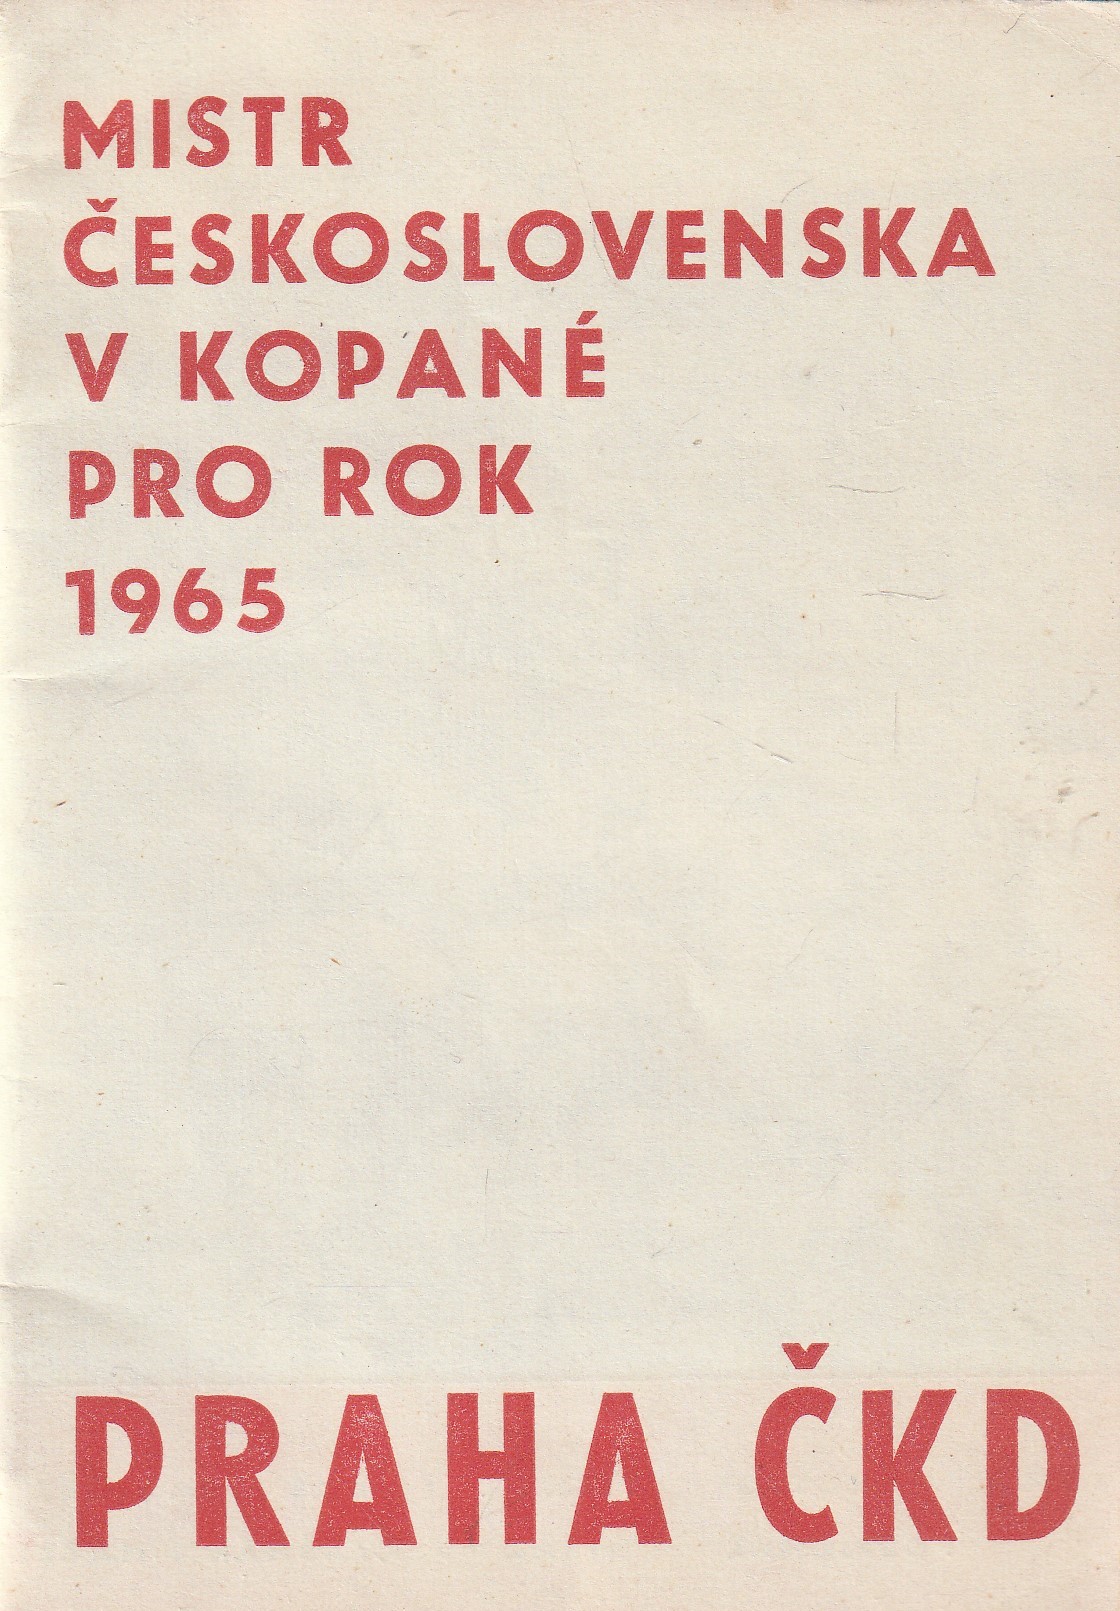 MISTR
ČESKOSLOVENSKA
V KOPANÉ
PRO ROK
1965
PRAHA ČKD